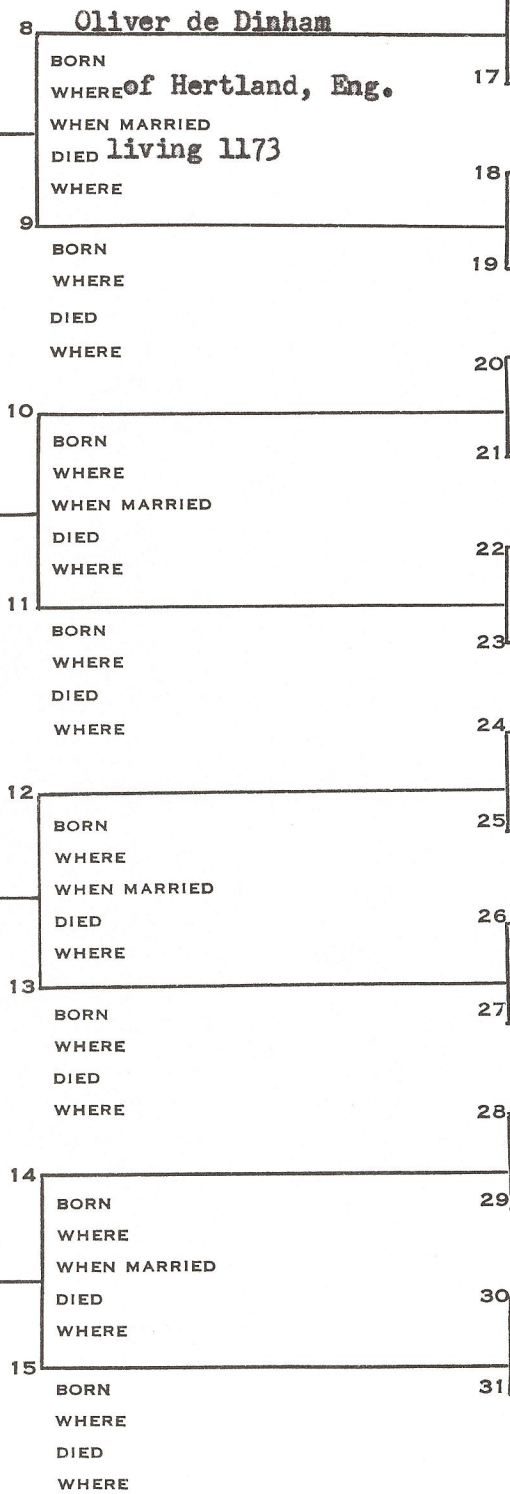 8 Oliver de Dinham
BORN
WHERE of Hertland, Eng.
17
WHEN MARRIED
DIED living 1173
18
WHERE
9
BORN
19
WHERE
DIED
WHERE
20
10
BORN
21
WHERE
WHEN MARRIED
DIED
22
WHERE
11
BORN
23
WHERE
DIED
WHERE
24
12
BORN
25
WHERE
WHEN MARRIED
DIED
26
WHERE
13
BORN
27
WHERE
DIED
WHERE
28
14
BORN
29
WHERE
WHEN MARRIED
DIED
30
WHERE
15
BORN
31
WHERE
DIED
WHERE